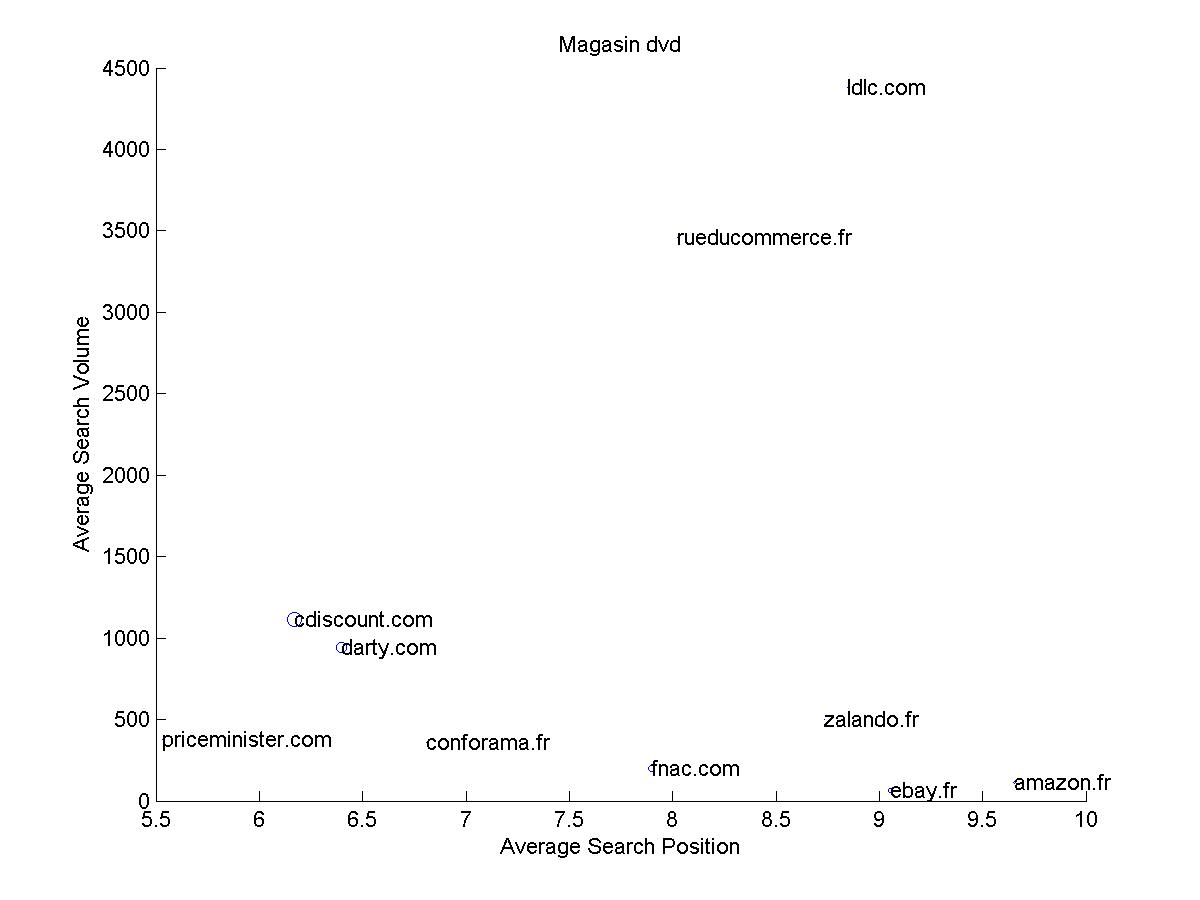 Magasin dvd
4500
4000
3500
3000
2500
2000
1500
1000
500
0
Average Search Volume
ldlc.com
rueducommerce.fr
cdiscount.com
darty.com
zalando.fr
priceminister.com
conforama.fr
fnac.com
amazon.fr
ebay.fr
5.5 6 6.5 7 7.5 8 8.5 9 9.5 10
Average Search Position